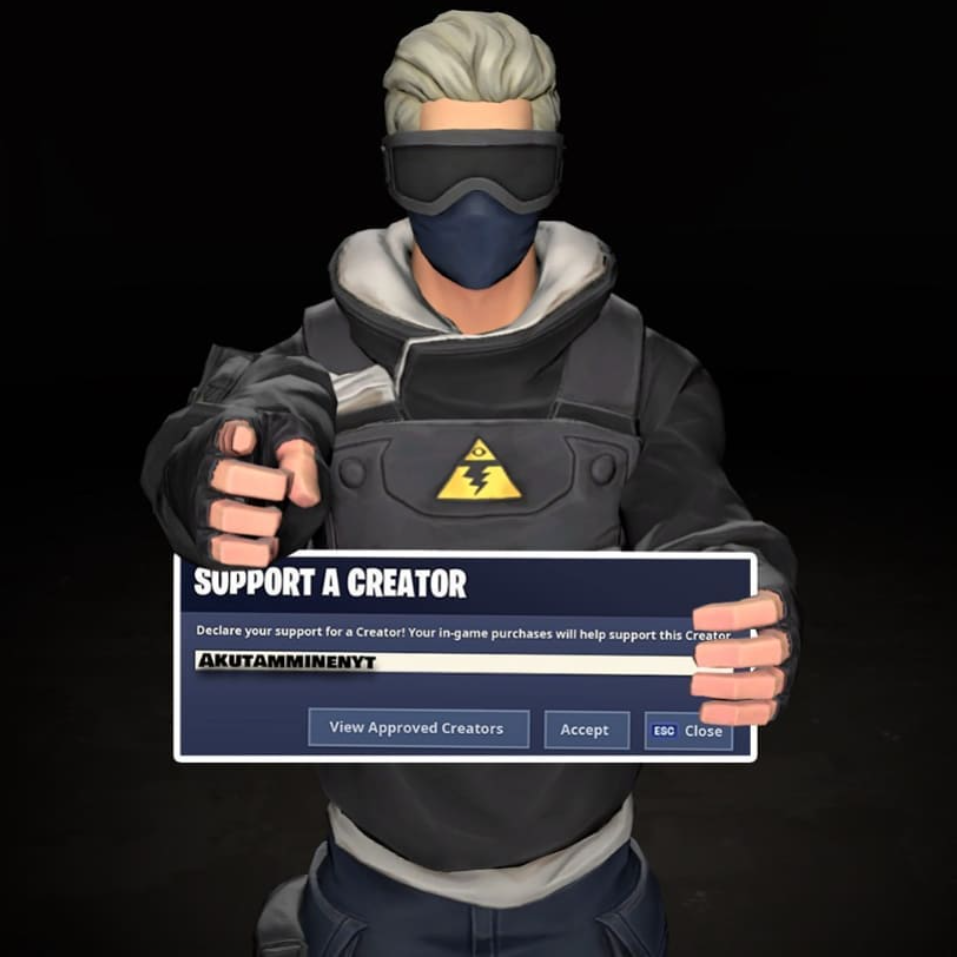 SUPPORT A CREATOR
Declare your support for a Creator! Your in-game purchases will help support this Creator.
AKUTAMMINENYT
View Approved Creators
Accept
ESC Close